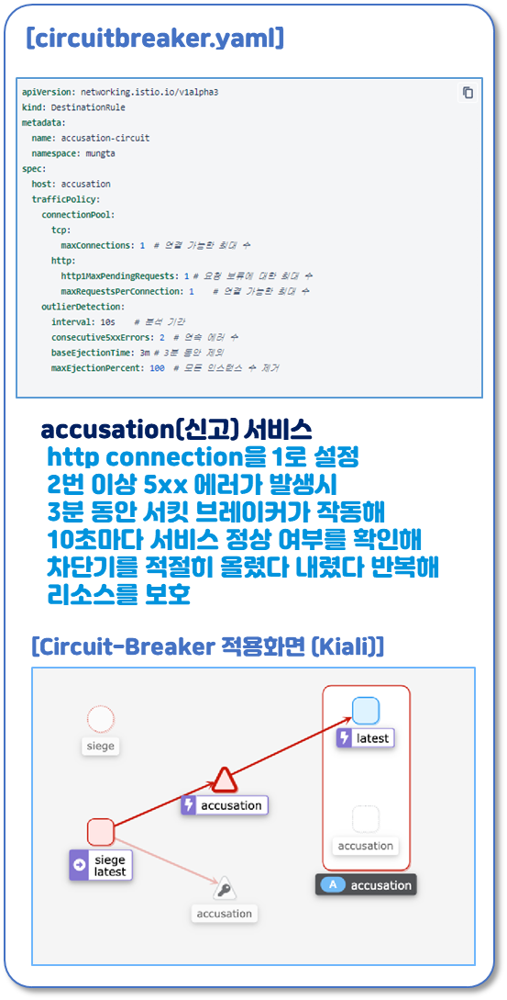 [circuitbreaker.yaml]
apiVersion: networking.istio.io/v1alpha3
kind: DestinationRule
metadata:
  name: accusation-circuit
  namespace: mungta
spec:
  host: accusation
  trafficPolicy:
    connectionPool:
      tcp:
        maxConnections: 1  # 연결 가능한 최대 수
      http:
        http1MaxPendingRequests: 1 # 요청 보류에 대한 최대 수
        maxRequestsPerConnection: 1    # 연결 가능한 최대 수
    outlierDetection:
      interval: 10s    # 분석 기간
      consecutive5xxErrors: 2  # 연속 에러 수
      baseEjectionTime: 3m # 3분 동안 제외
      maxEjectionPercent: 100  # 모든 인스턴스 수 제거
accusation(신고) 서비스
http connection을 1로 설정
2번 이상 5xx 에러가 발생시
3분 동안 서킷 브레이커가 작동해
10초마다 서비스 정상 여부를 확인해
차단기를 적절히 올렸다 내렸다 반복해
리소스를 보호
[Circuit-Breaker 적용화면 (Kiali)]
siege
latest
accusation
siege
latest
accusation
accusation
A accusation